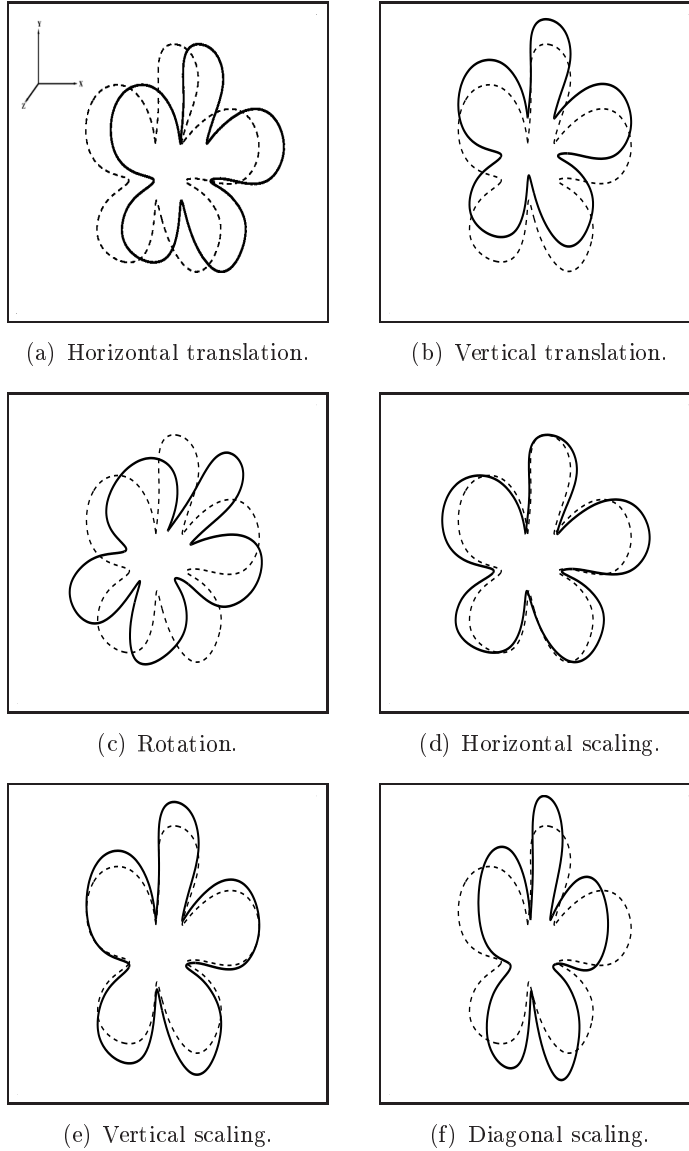 Y
X
Z
(a) Horizontal translation.
(b) Vertical translation.
(c) Rotation.
(d) Horizontal scaling.
(e) Vertical scaling.
(f) Diagonal scaling.